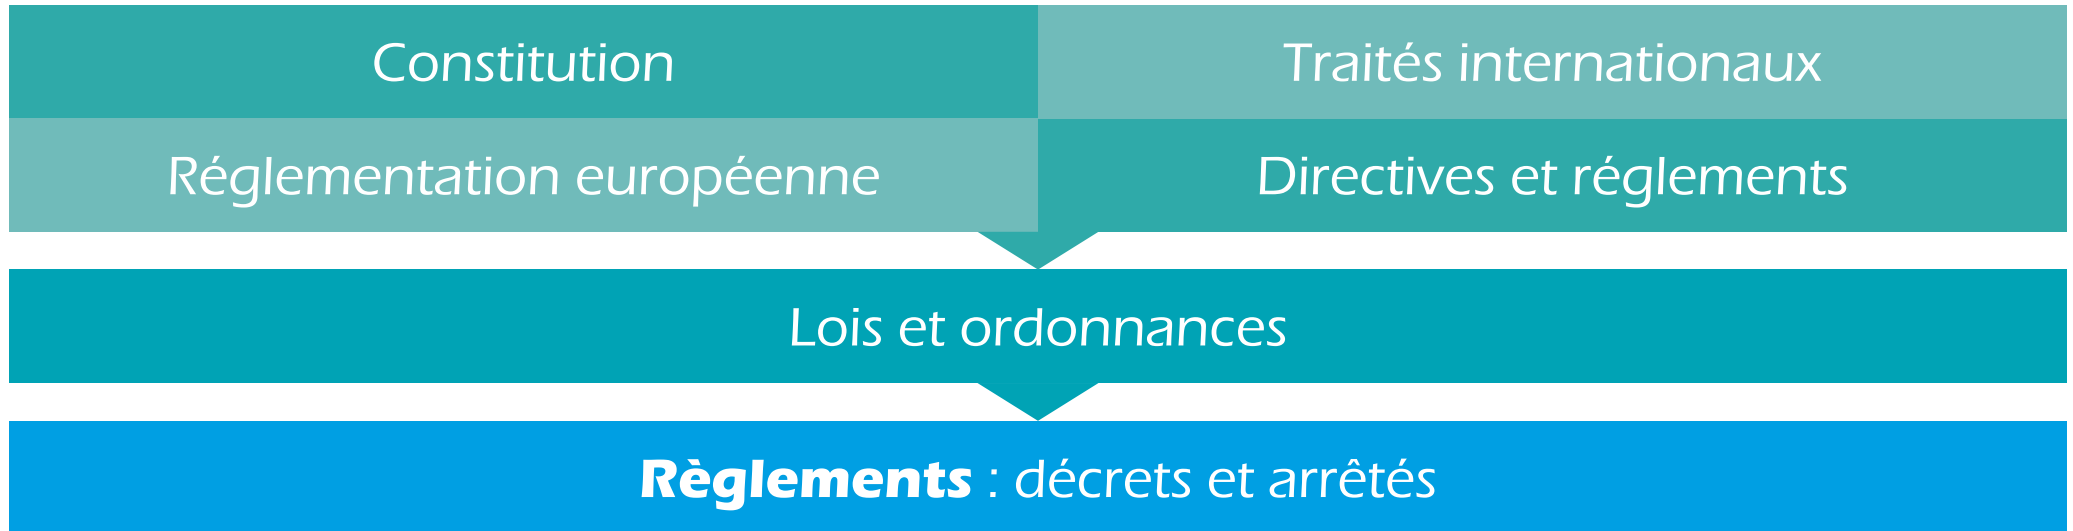 Constitution
Traités internationaux
Réglementation européenne
Directives et réglements
Lois et ordonnances
Règlements : décrets et arrêtés